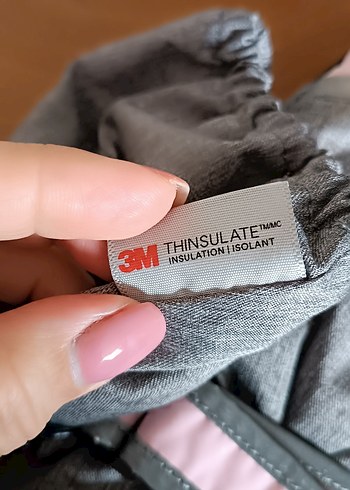 3M THINSULATE™/MC
INSULATION | ISOLANT